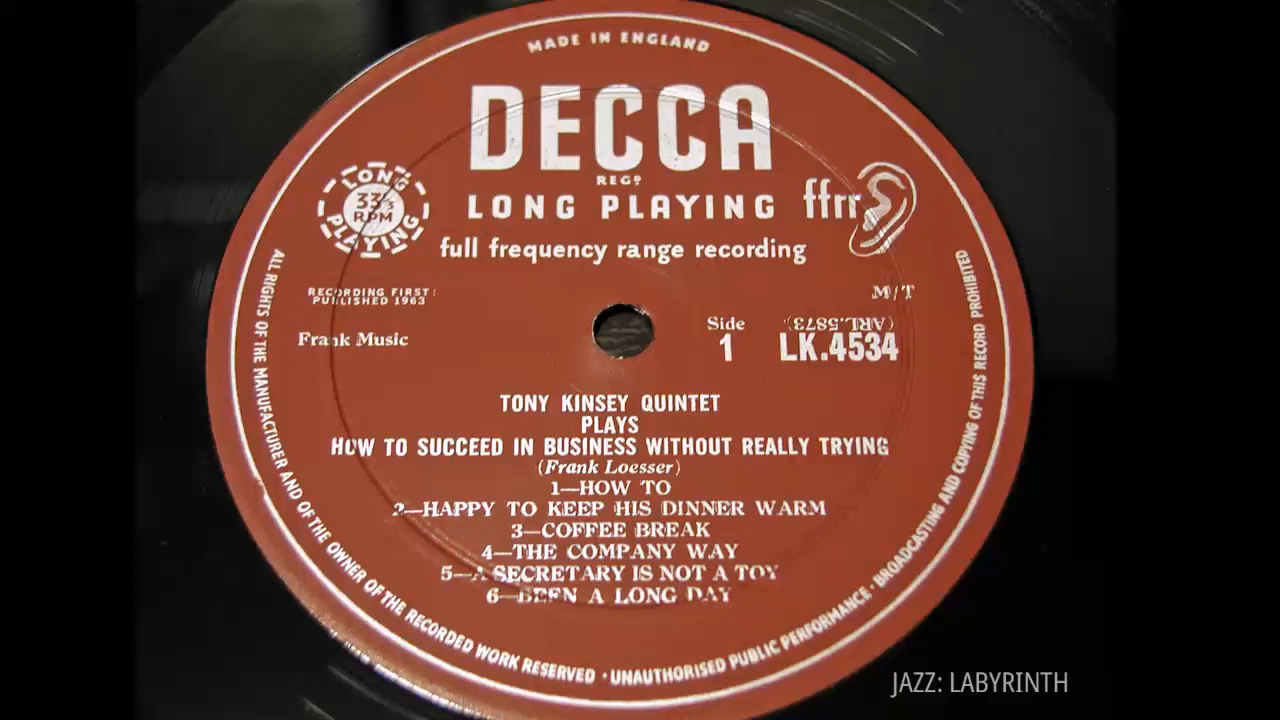 MADE IN ENGLAND
DECCA
REGD
LONG PLAYING
ffrr
full frequency range recording
LONG
33⅓
RPM
PLAYING
RECORDING FIRST
PUBLISHED 1963
M/T
Frank Music
Side
1
(ARL.5873)
LK.4534
TONY KINSEY QUINTET
PLAYS
HOW TO SUCCEED IN BUSINESS WITHOUT REALLY TRYING
(Frank Loesser)
1—HOW TO
2—HAPPY TO KEEP HIS DINNER WARM
3—COFFEE BREAK
4—THE COMPANY WAY
5—A SECRETARY IS NOT A TOY
6—BEEN A LONG DAY
ALL RIGHTS OF THE MANUFACTURER AND OF THE OWNER OF THE RECORDED WORK RESERVED · UNAUTHORISED PUBLIC PERFORMANCE · BROADCASTING AND COPYING OF THIS RECORD PROHIBITED
JAZZ: LABYRINTH